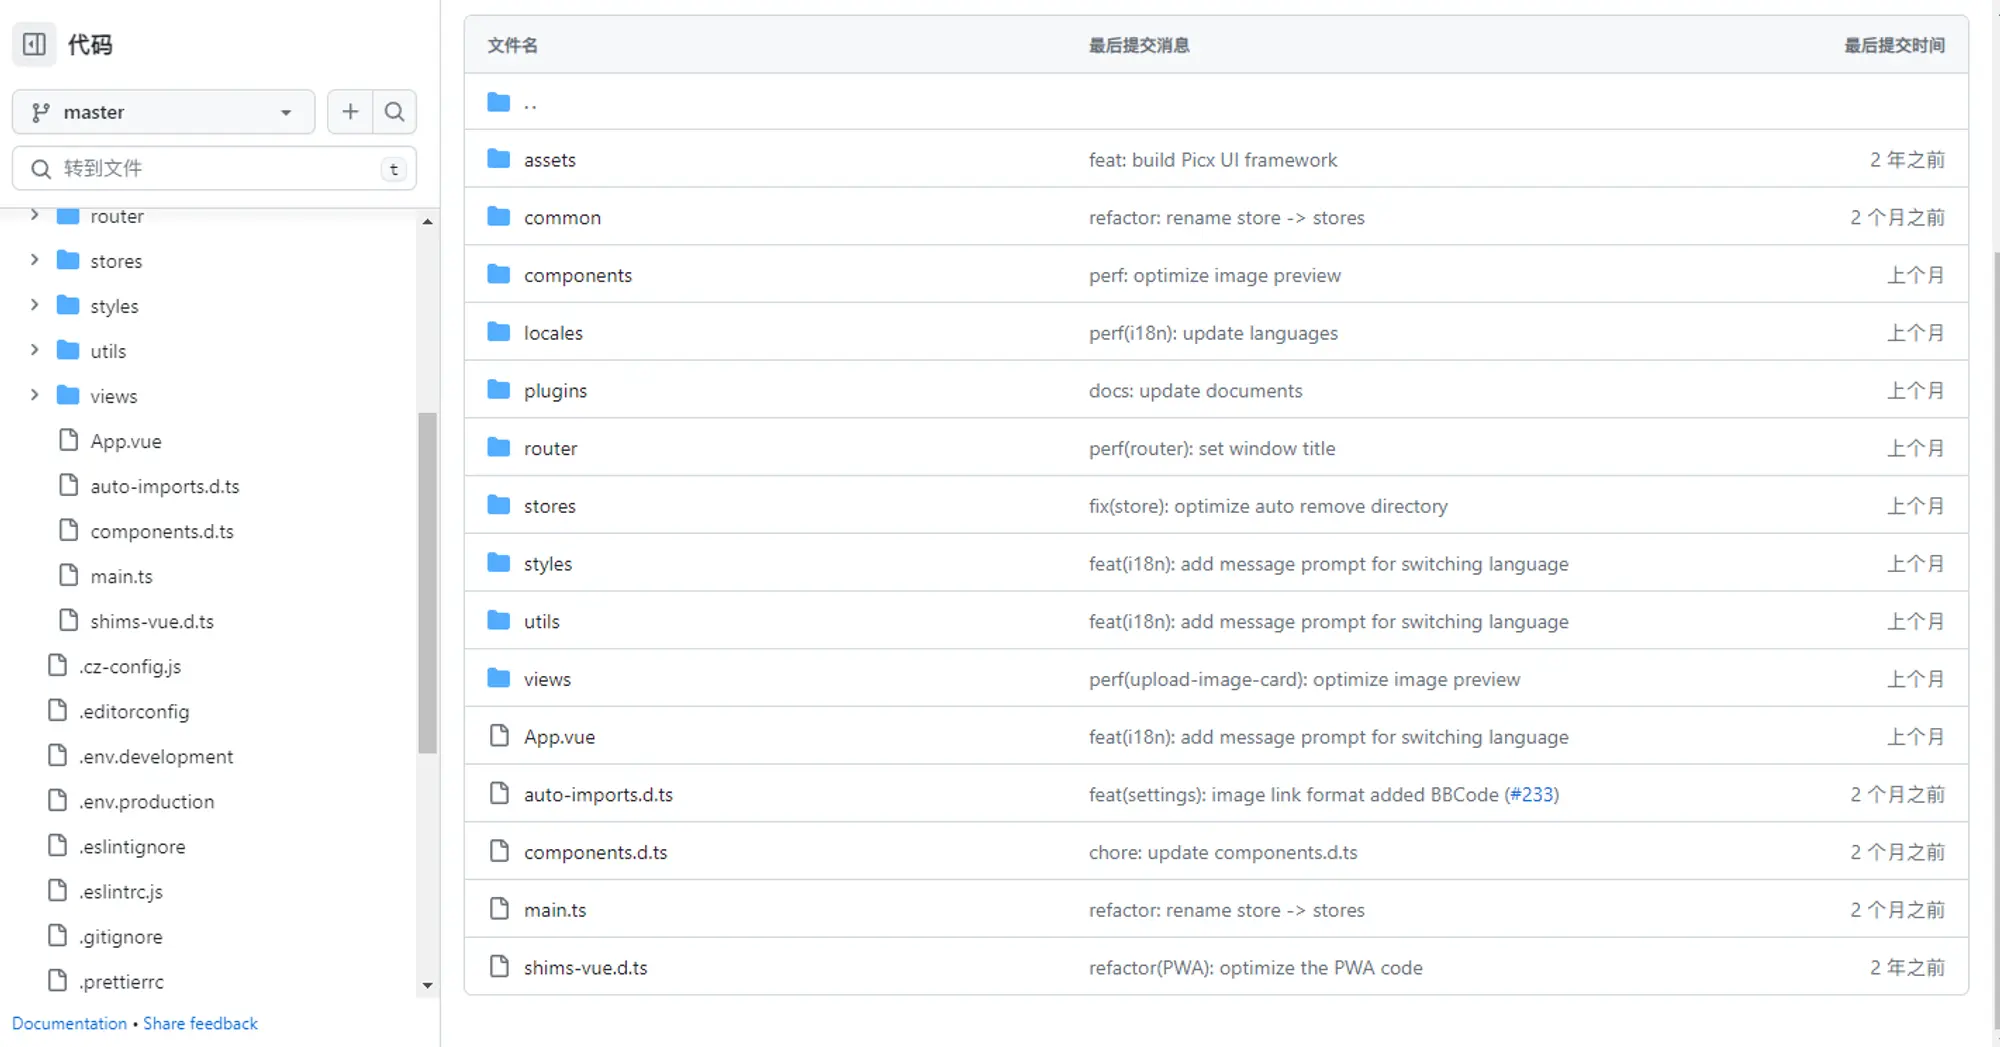 代码
master
转到文件 t
router
stores
styles
utils
views
App.vue
auto-imports.d.ts
components.d.ts
main.ts
shims-vue.d.ts
.cz-config.js
.editorconfig
.env.development
.env.production
.eslintignore
.eslintrc.js
.gitignore
.prettierrc
Documentation • Share feedback
文件名 最后提交消息 最后提交时间
..
assets feat: build Picx UI framework 2 年之前
common refactor: rename store -> stores 2 个月之前
components perf: optimize image preview 上个月
locales perf(i18n): update languages 上个月
plugins docs: update documents 上个月
router perf(router): set window title 上个月
stores fix(store): optimize auto remove directory 上个月
styles feat(i18n): add message prompt for switching language 上个月
utils feat(i18n): add message prompt for switching language 上个月
views perf(upload-image-card): optimize image preview 上个月
App.vue feat(i18n): add message prompt for switching language 上个月
auto-imports.d.ts feat(settings): image link format added BBCode (#233) 2 个月之前
components.d.ts chore: update components.d.ts 2 个月之前
main.ts refactor: rename store -> stores 2 个月之前
shims-vue.d.ts refactor(PWA): optimize the PWA code 2 年之前